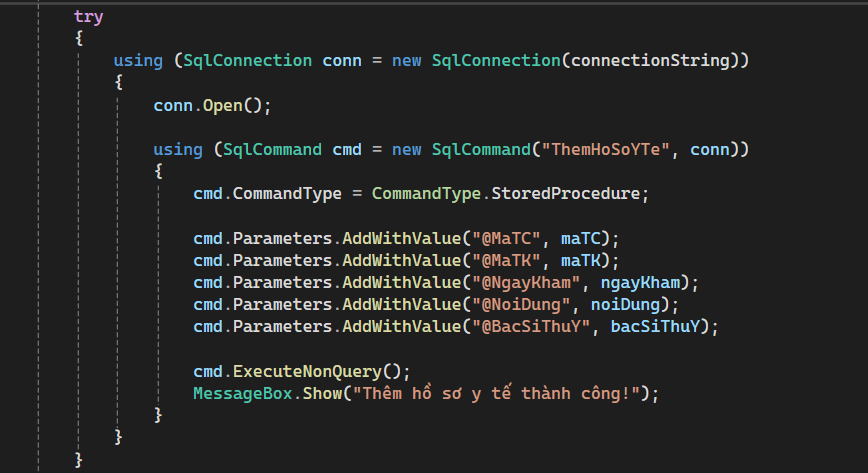 try
{
using (SqlConnection conn = new SqlConnection(connectionString))
{
conn.Open();
using (SqlCommand cmd = new SqlCommand("ThemHoSoYTe", conn))
{
cmd.CommandType = CommandType.StoredProcedure;
cmd.Parameters.AddWithValue("@MaTC", maTC);
cmd.Parameters.AddWithValue("@MaTK", maTK);
cmd.Parameters.AddWithValue("@NgayKham", ngayKham);
cmd.Parameters.AddWithValue("@NoiDung", noiDung);
cmd.Parameters.AddWithValue("@BacSiThuY", bacSiThuY);
cmd.ExecuteNonQuery();
MessageBox.Show("Thêm hồ sơ y tế thành công!");
}
}
}